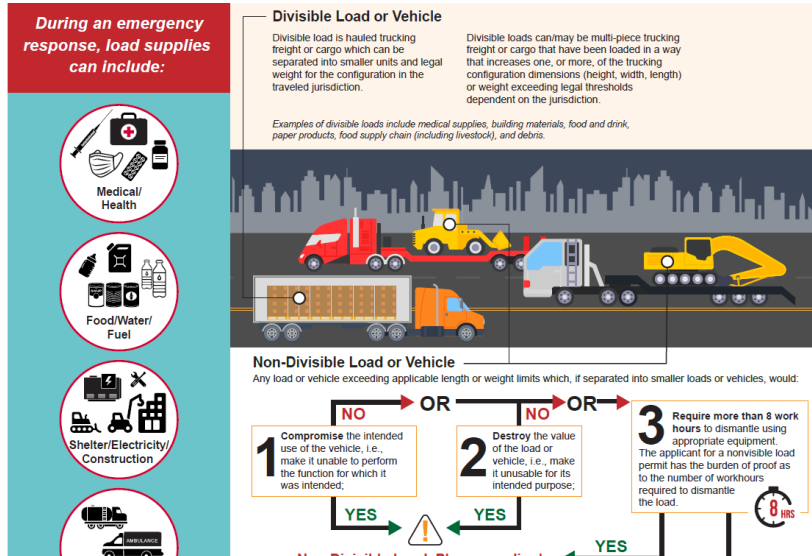 During an emergency
response, load supplies
can include:
Medical/
Health
Food/Water/
Fuel
Shelter/Electricity/
Construction
AMBULANCE
Divisible Load or Vehicle
Divisible load is hauled trucking
freight or cargo which can be
separated into smaller units and legal
weight for the configuration in the
traveled jurisdiction.
Divisible loads can/may be multi-piece trucking
freight or cargo that have been loaded in a way
that increases one, or more, of the trucking
configuration dimensions (height, width, length)
or weight exceeding legal thresholds
dependent on the jurisdiction.
Examples of divisible loads include medical supplies, building materials, food and drink,
paper products, food supply chain (including livestock), and debris.
Non-Divisible Load or Vehicle
Any load or vehicle exceeding applicable length or weight limits which, if separated into smaller loads or vehicles, would:
NO
OR
NO
OR
1
Compromise the intended
use of the vehicle, i.e.,
make it unable to perform
the function for which it
was intended;
2
Destroy the value
of the load or
vehicle, i.e., make
it unusable for its
intended purpose;
3
Require more than 8 work
hours to dismantle using
appropriate equipment.
The applicant for a nonvisible load
permit has the burden of proof as
to the number of workhours
required to dismantle
the load.
8 HRS
YES
YES
YES